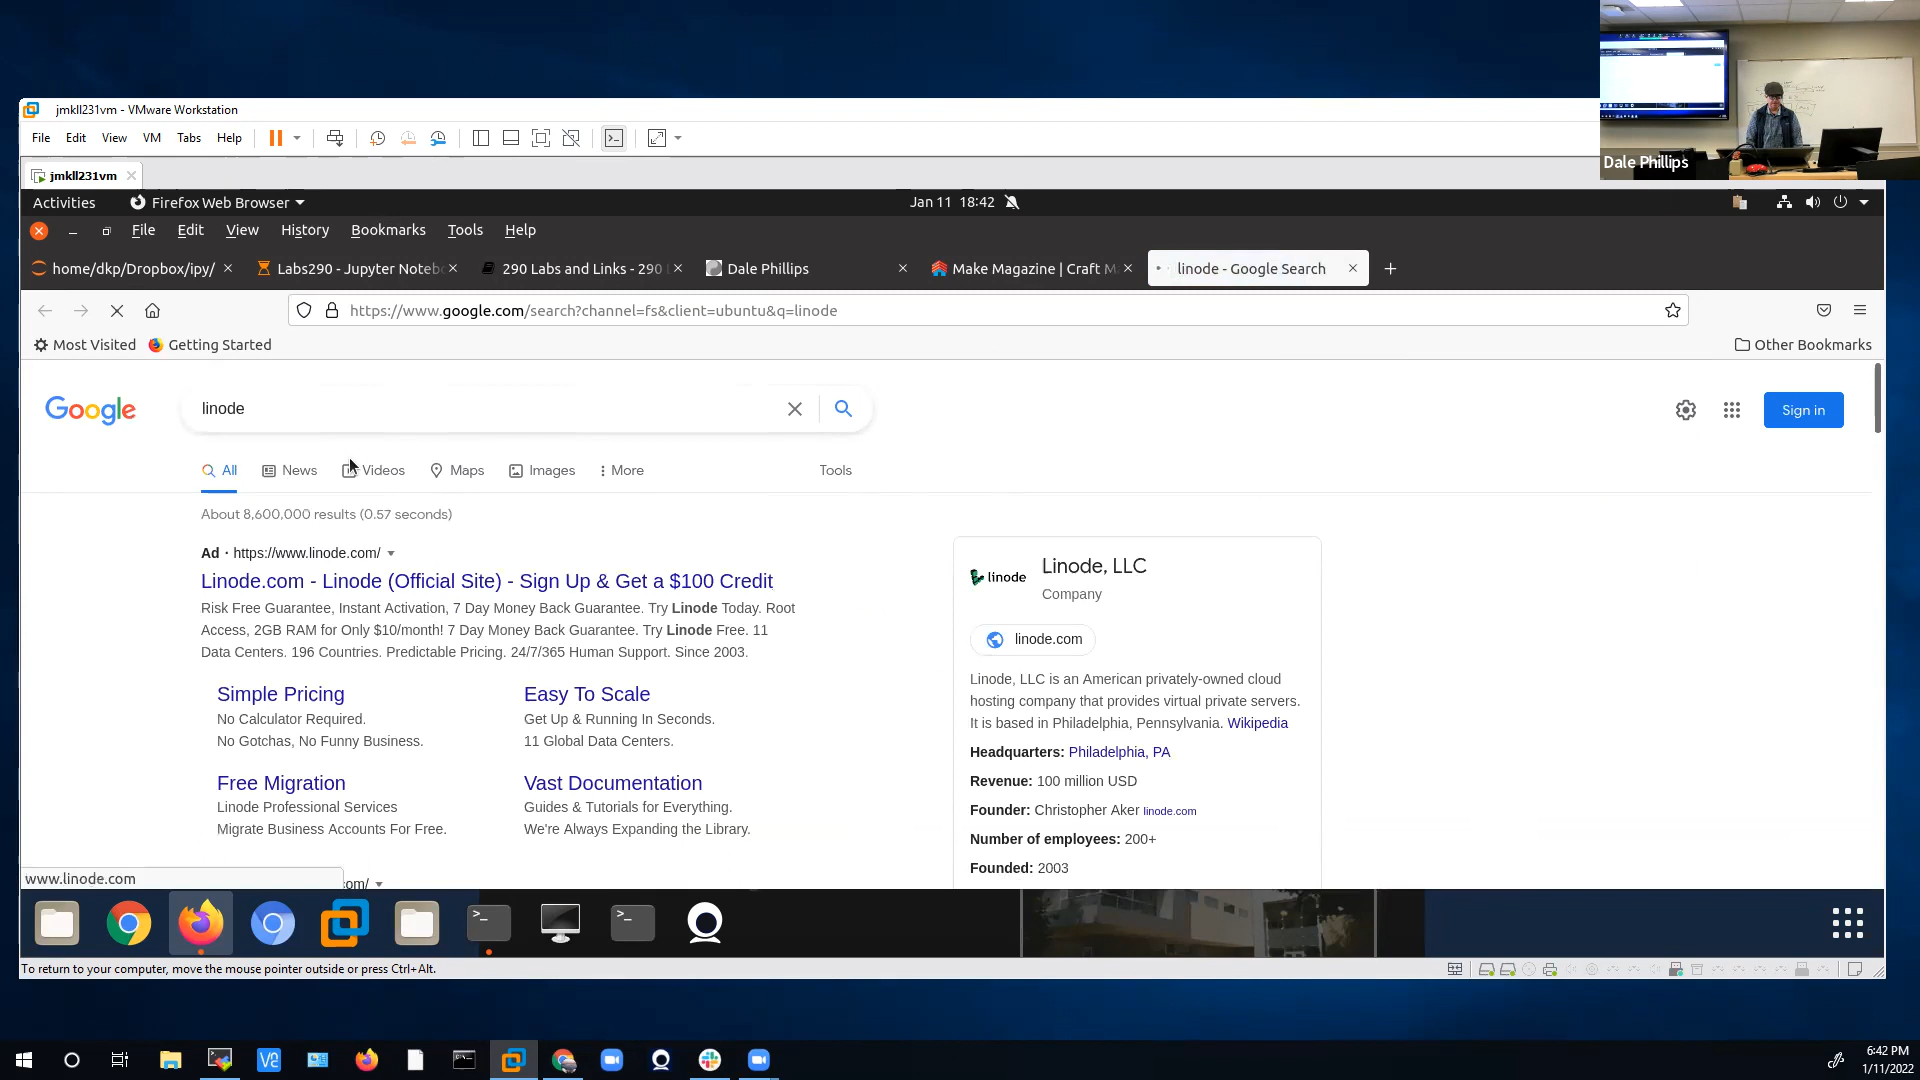 jmkll231vm - VMware Workstation
File Edit View VM Tabs Help
Dale Phillips
jmkll231vm
Activities
Firefox Web Browser
Jan 11 18:42
File Edit View History Bookmarks Tools Help
home/dkp/Dropbox/ipy/
Labs290 - Jupyter Notebo
290 Labs and Links - 290
Dale Phillips
Make Magazine | Craft M
linode - Google Search
https://www.google.com/search?channel=fs&client=ubuntu&q=linode
Most Visited
Getting Started
Other Bookmarks
Google
linode
Sign in
All News Videos Maps Images More Tools
About 8,600,000 results (0.57 seconds)
Ad · https://www.linode.com/
Linode.com - Linode (Official Site) - Sign Up & Get a $100 Credit
Risk Free Guarantee, Instant Activation, 7 Day Money Back Guarantee. Try Linode Today. Root
Access, 2GB RAM for Only $10/month! 7 Day Money Back Guarantee. Try Linode Free. 11
Data Centers. 196 Countries. Predictable Pricing. 24/7/365 Human Support. Since 2003.
Simple Pricing
No Calculator Required.
No Gotchas, No Funny Business.
Easy To Scale
Get Up & Running In Seconds.
11 Global Data Centers.
Free Migration
Linode Professional Services
Migrate Business Accounts For Free.
Vast Documentation
Guides & Tutorials for Everything.
We're Always Expanding the Library.
linode
Linode, LLC
Company
linode.com
Linode, LLC is an American privately-owned cloud
hosting company that provides virtual private servers.
It is based in Philadelphia, Pennsylvania. Wikipedia
Headquarters: Philadelphia, PA
Revenue: 100 million USD
Founder: Christopher Aker linode.com
Number of employees: 200+
Founded: 2003
www.linode.com
com/
To return to your computer, move the mouse pointer outside or press Ctrl+Alt.
6:42 PM
1/11/2022